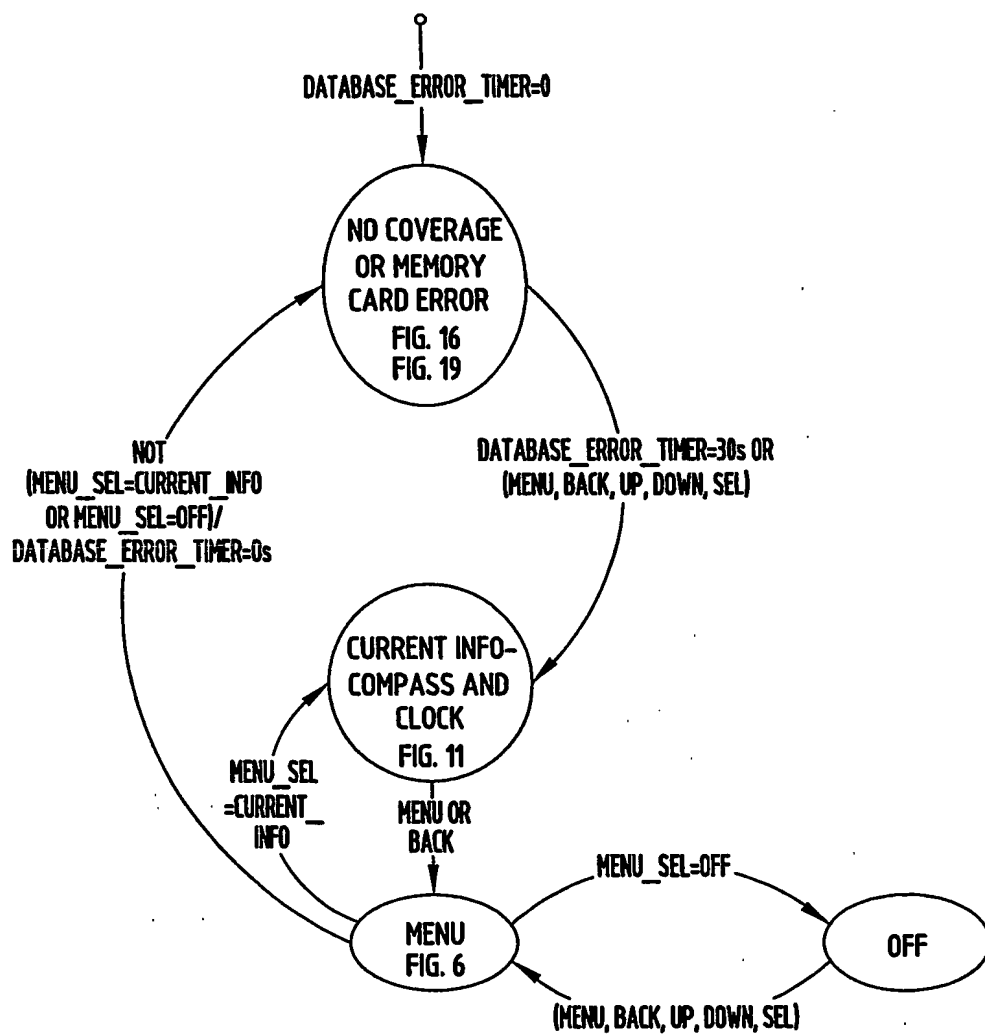 DATABASE_ERROR_TIMER=0
NO COVERAGE
OR MEMORY
CARD ERROR
FIG. 16
FIG. 19
NOT
(MENU_SEL=CURRENT_INFO
OR MENU_SEL=OFF)/
DATABASE_ERROR_TIMER=0s
DATABASE_ERROR_TIMER=30s OR
(MENU, BACK, UP, DOWN, SEL)
CURRENT INFO-
COMPASS AND
CLOCK
FIG. 11
MENU_SEL
=CURRENT_
INFO
MENU OR
BACK
MENU_SEL=OFF
MENU
FIG. 6
OFF
(MENU, BACK, UP, DOWN, SEL)